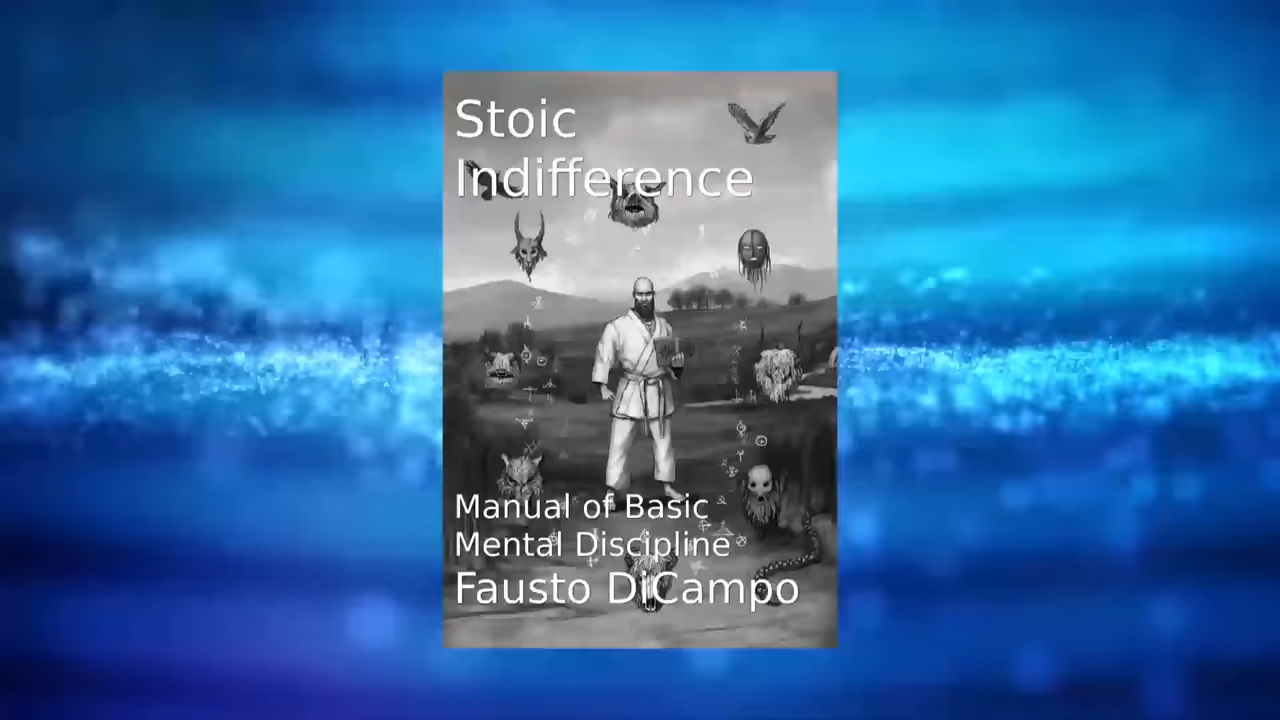 Stoic
Indifference
Manual of Basic
Mental Discipline
Fausto DiCampo